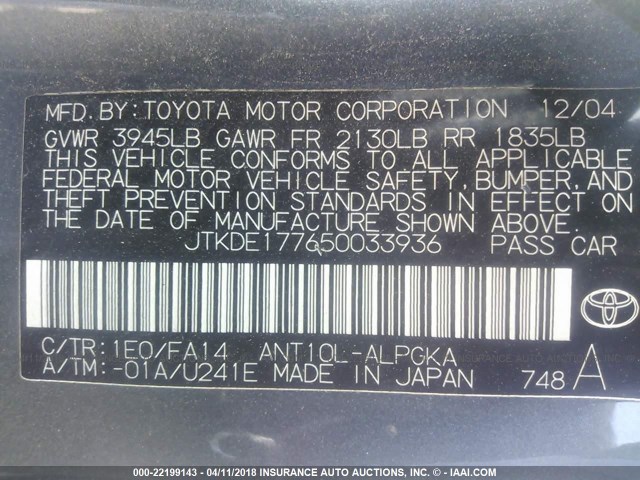 MFD. BY: TOYOTA MOTOR CORPORATION 12/04
GVWR 3945LB GAWR FR 2130LB RR 1835LB
THIS VEHICLE CONFORMS TO ALL APPLICABLE
FEDERAL MOTOR VEHICLE SAFETY, BUMPER, AND
THEFT PREVENTION STANDARDS IN EFFECT ON
THE DATE OF MANUFACTURE SHOWN ABOVE.
JTKDE177650033936 PASS CAR
C/TR: 1E0/FA14 ANT10L-ALPGKA
A/TM: -01A/U241E MADE IN JAPAN 748 A
000-22199143 - 04/11/2018 - INSURANCE AUTO AUCTIONS, INC. - © - IAAI.COM